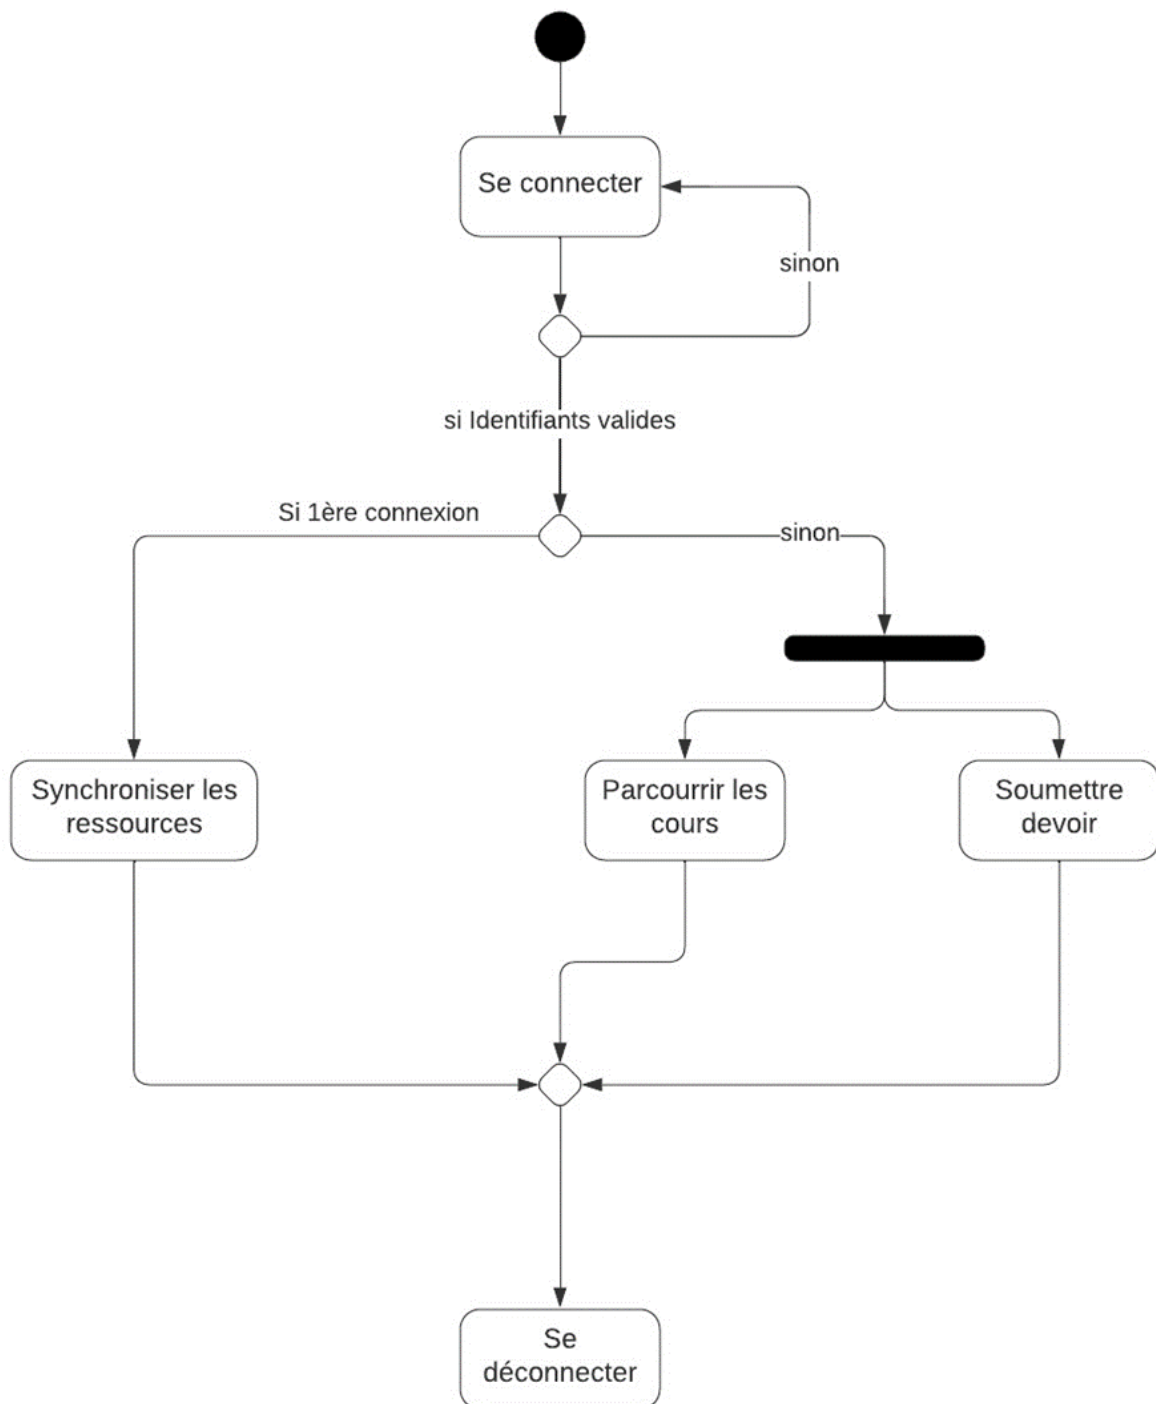 Se connecter
sinon
si Identifiants valides
Si 1ère connexion
sinon
Synchroniser les
ressources
Parcourrir les
cours
Soumettre
devoir
Se
déconnecter